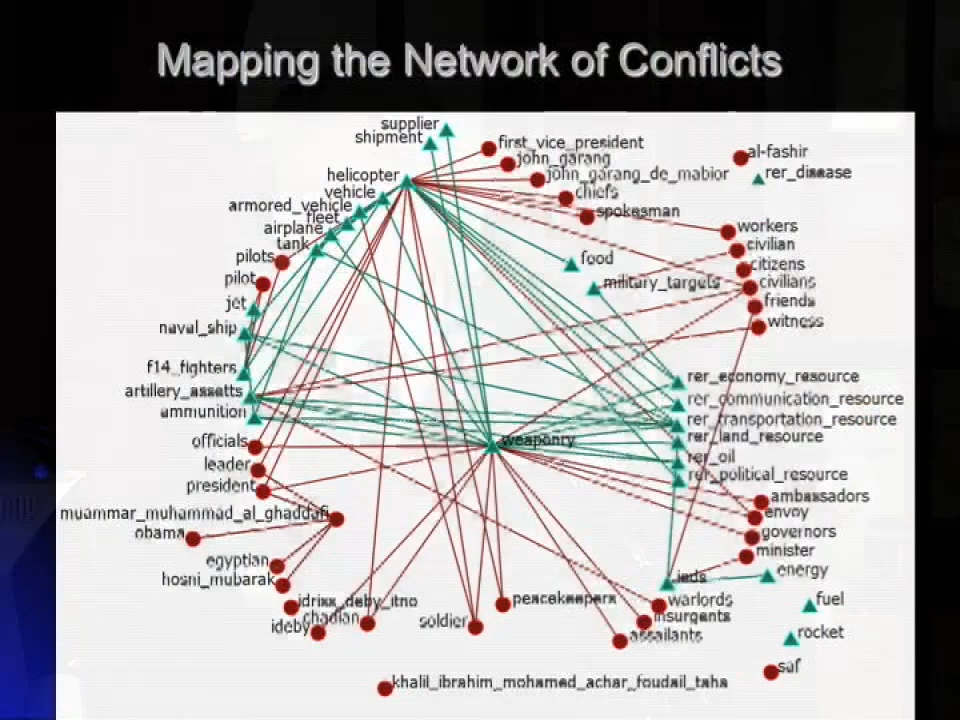 Mapping the Network of Conflicts
supplier
shipment
first_vice_president
john_garang
al-fashir
helicopter
john_garang_de_mabior
rer_disease
vehicle
chiefs
armored_vehicle
spokesman
fleet
airplane
workers
tank
civilian
pilots
food
citizens
pilot
military_targets
civilians
jet
friends
naval_ship
witness
f14_fighters
rer_economy_resource
artillery_assetts
rer_communication_resource
ammunition
rer_transportation_resource
officials
weaponry
rer_land_resource
leader
rer_oil
president
rer_political_resource
ambassadors
muammar_muhammad_al_ghaddafi
envoy
obama
governors
egyptian
minister
hosni_mubarak
ieds
energy
idriss_deby_itno
peacekeepers
warlords
fuel
chadian
soldier
insurgents
ideby
assailants
rocket
saf
khalil_ibrahim_mohamed_achar_foudail_taha